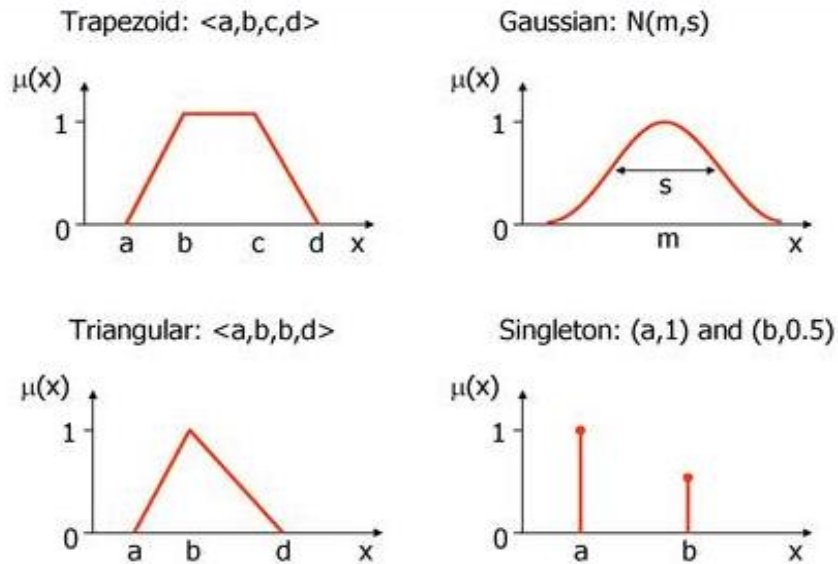 Trapezoid: <a,b,c,d>
μ(x)
1
0
a b c d x
Gaussian: N(m,s)
μ(x)
1
s
0
m x
Triangular: <a,b,b,d>
μ(x)
1
0
a b d x
Singleton: (a,1) and (b,0.5)
μ(x)
1
0
a b x